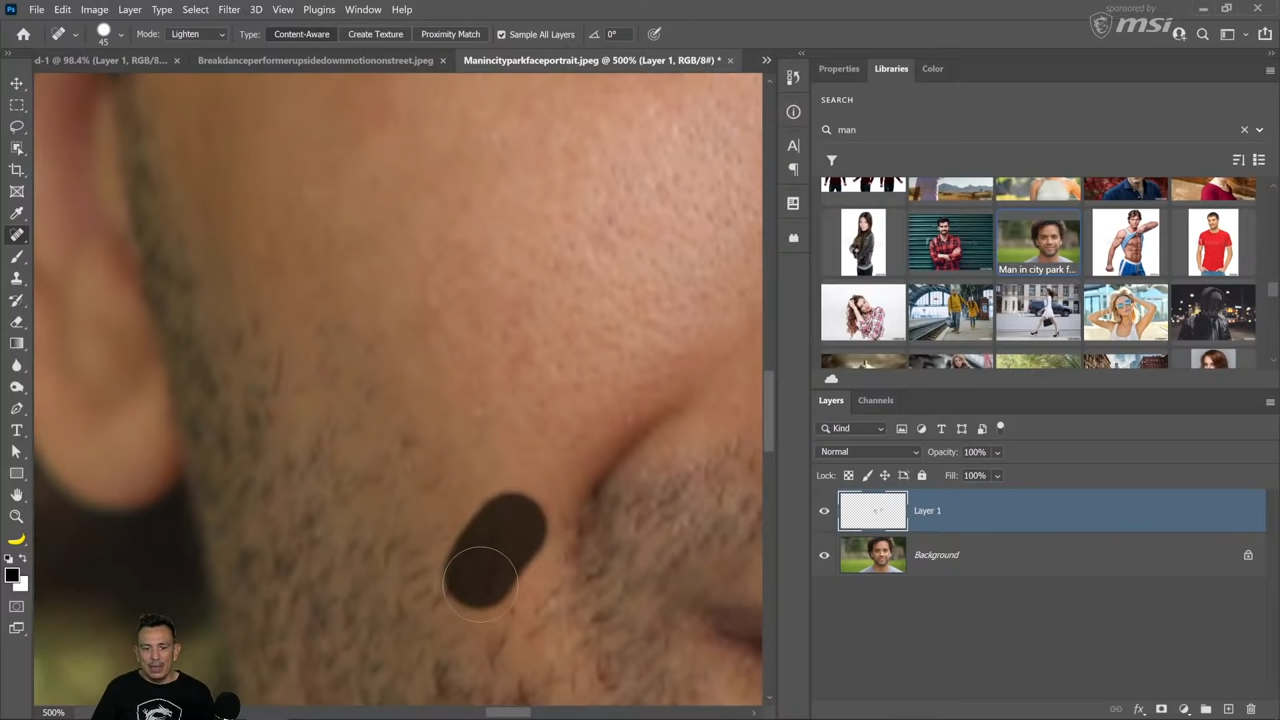 Ps File Edit Image Layer Type Select Filter 3D View Plugins Window Help
sponsored by
msi
45 Mode: Lighten Type: Content-Aware Create Texture Proximity Match Sample All Layers 0°
d-1 @ 98.4% (Layer 1, RGB/8... × Breakdanceperformerupsidedownmotiononstreet.jpeg × Manincityparkfaceportrait.jpeg @ 500% (Layer 1, RGB/8#) * ×
Properties Libraries Color
SEARCH
man
Man in city park f...
Layers Channels
Kind
Normal Opacity: 100%
Lock: Fill: 100%
Layer 1
Background
500%